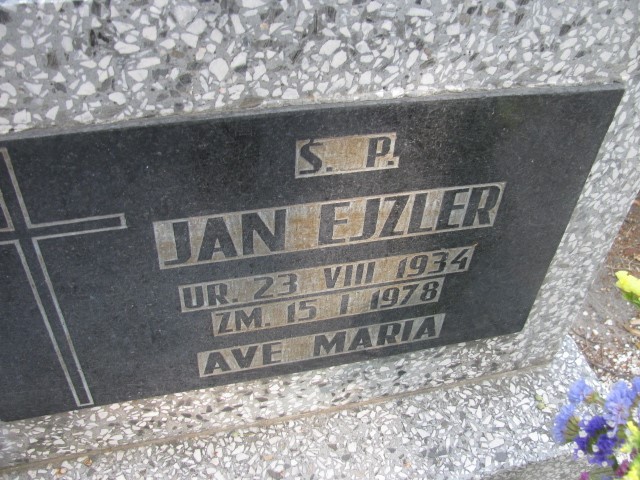 Ś. P.
JAN EJZLER
UR. 23 VIII 1934
ZM. 15 I 1978
AVE MARIA